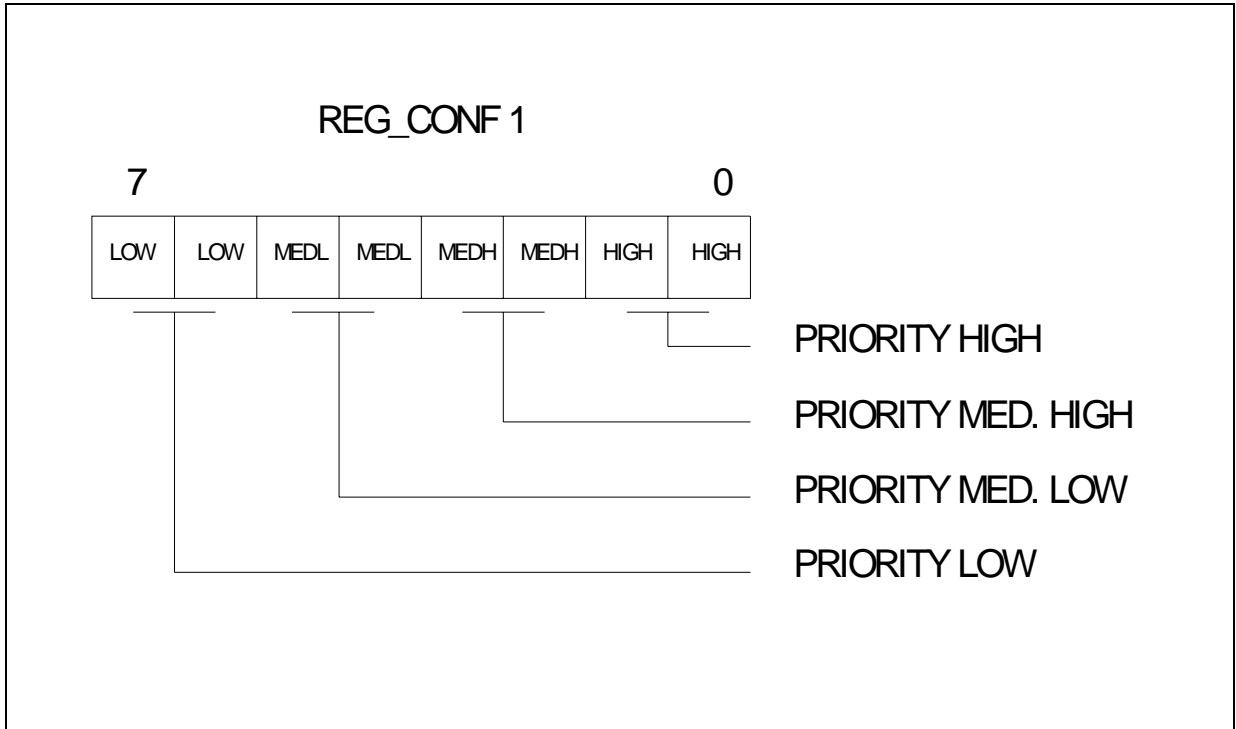 REG_CONF 1
7 0
LOW LOW MEDL MEDL MEDH MEDH HIGH HIGH
PRIORITY HIGH
PRIORITY MED. HIGH
PRIORITY MED. LOW
PRIORITY LOW